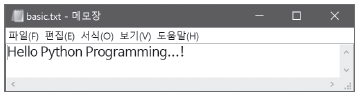 basic.txt - 메모장
파일(F) 편집(E) 서식(O) 보기(V) 도움말(H)
Hello Python Programming...!